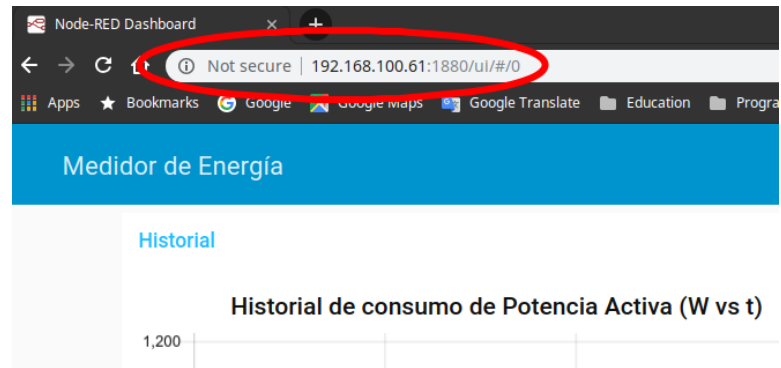 Node-RED Dashboard
Not secure | 192.168.100.61:1880/ui/#/0
Apps Bookmarks Google Google Maps Google Translate Education Progra
Medidor de Energía
Historial
Historial de consumo de Potencia Activa (W vs t)
1,200